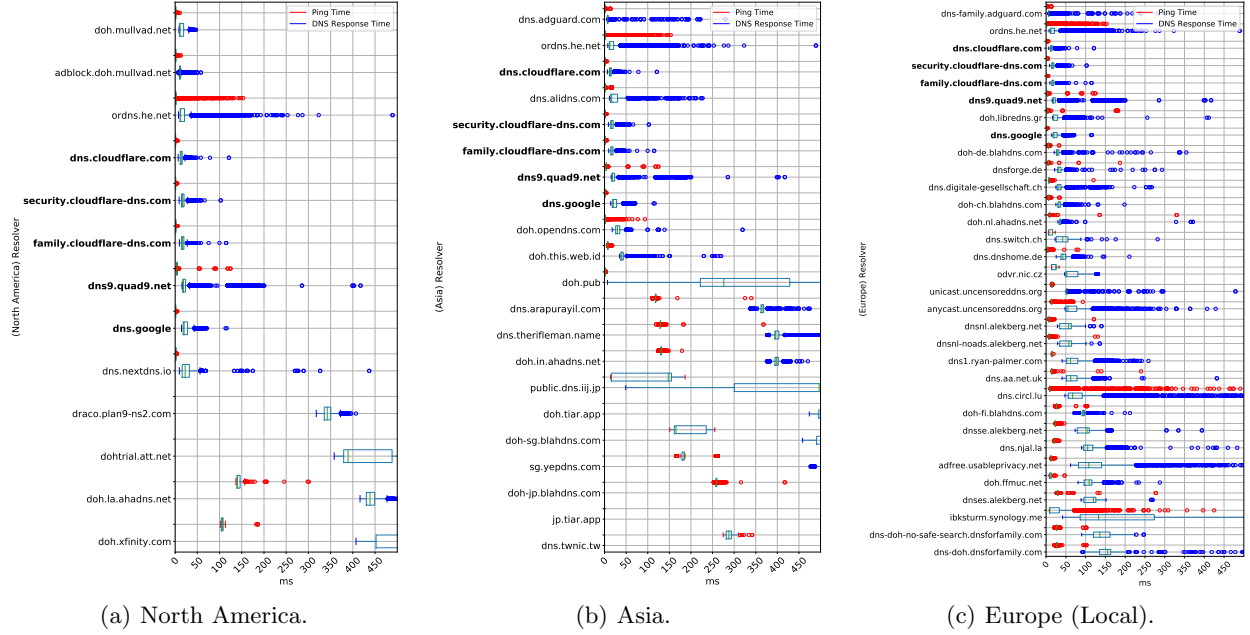 (North America) Resolver
Ping Time
DNS Response Time
doh.mullvad.net
adblock.doh.mullvad.net
ordns.he.net
dns.cloudflare.com
security.cloudflare-dns.com
family.cloudflare-dns.com
dns9.quad9.net
dns.google
dns.nextdns.io
draco.plan9-ns2.com
dohtrial.att.net
doh.la.ahadns.net
doh.xfinity.com
0 50 100 150 200 250 300 350 400 450
ms
(a) North America.
(Asia) Resolver
Ping Time
DNS Response Time
dns.adguard.com
ordns.he.net
dns.cloudflare.com
dns.alidns.com
security.cloudflare-dns.com
family.cloudflare-dns.com
dns9.quad9.net
dns.google
doh.opendns.com
doh.this.web.id
doh.pub
dns.arapurayil.com
dns.therifleman.name
doh.in.ahadns.net
public.dns.iij.jp
doh.tiar.app
doh-sg.blahdns.com
sg.yepdns.com
doh-jp.blahdns.com
jp.tiar.app
dns.twnic.tw
0 50 100 150 200 250 300 350 400 450
ms
(b) Asia.
(Europe) Resolver
Ping Time
DNS Response Time
dns-family.adguard.com
ordns.he.net
dns.cloudflare.com
security.cloudflare-dns.com
family.cloudflare-dns.com
dns9.quad9.net
doh.libredns.gr
dns.google
doh-de.blahdns.com
dnsforge.de
dns.digitale-gesellschaft.ch
doh-ch.blahdns.com
doh.nl.ahadns.net
dns.switch.ch
dns.dnshome.de
odvr.nic.cz
unicast.uncensoreddns.org
anycast.uncensoreddns.org
dnsnl.alekberg.net
dnsnl-noads.alekberg.net
dns1.ryan-palmer.com
dns.aa.net.uk
dns.circl.lu
doh-fi.blahdns.com
dnsse.alekberg.net
dns.njal.la
adfree.usableprivacy.net
doh.ffmuc.net
dnses.alekberg.net
ibksturm.synology.me
dns-doh-no-safe-search.dnsforfamily.com
dns-doh.dnsforfamily.com
0 50 100 150 200 250 300 350 400 450
ms
(c) Europe (Local).